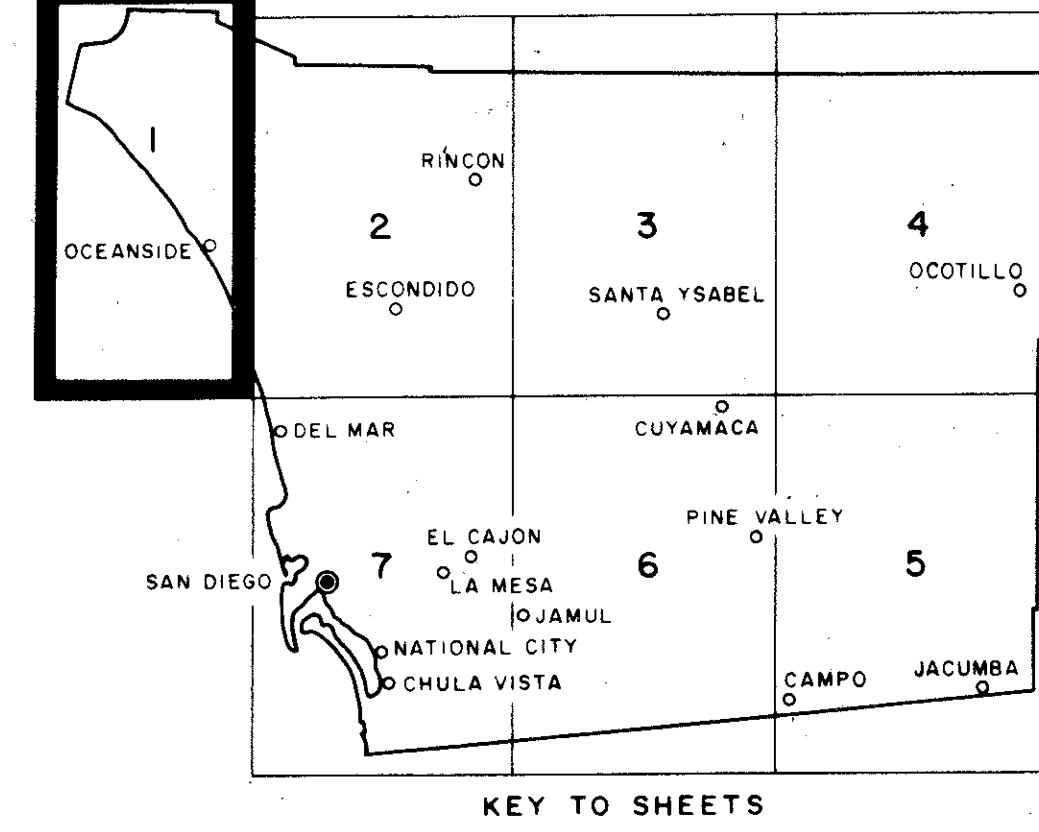 1
RINCON
2
3
4
OCEANSIDE
OCOTILLO
ESCONDIDO
SANTA YSABEL
DEL MAR
CUYAMACA
PINE VALLEY
EL CAJON
7
6
5
SAN DIEGO
LA MESA
JAMUL
NATIONAL CITY
CHULA VISTA
CAMPO
JACUMBA
KEY TO SHEETS